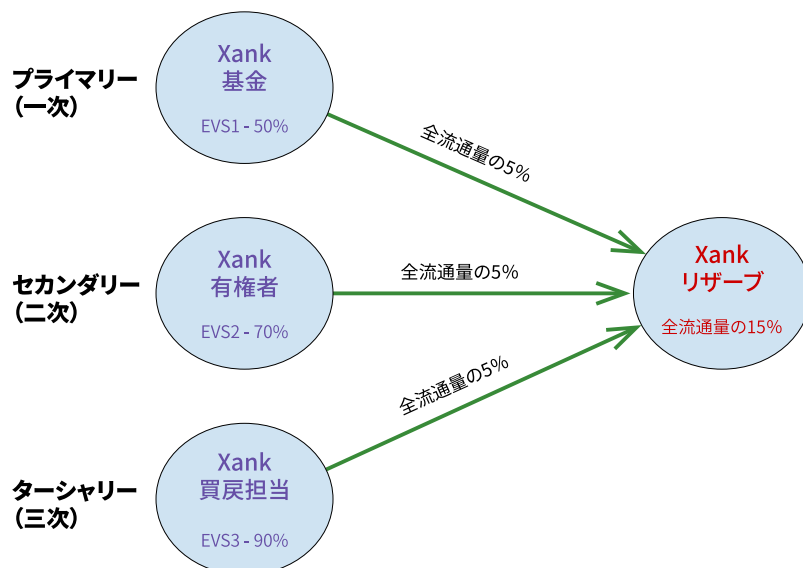 プライマリー
（一次）
Xank
基金
EVS1 - 50%
全流通量の5%
セカンダリー
（二次）
Xank
有権者
EVS2 - 70%
全流通量の5%
Xank
リザーブ
全流通量の15%
ターシャリー
（三次）
Xank
買戻担当
EVS3 - 90%
全流通量の5%